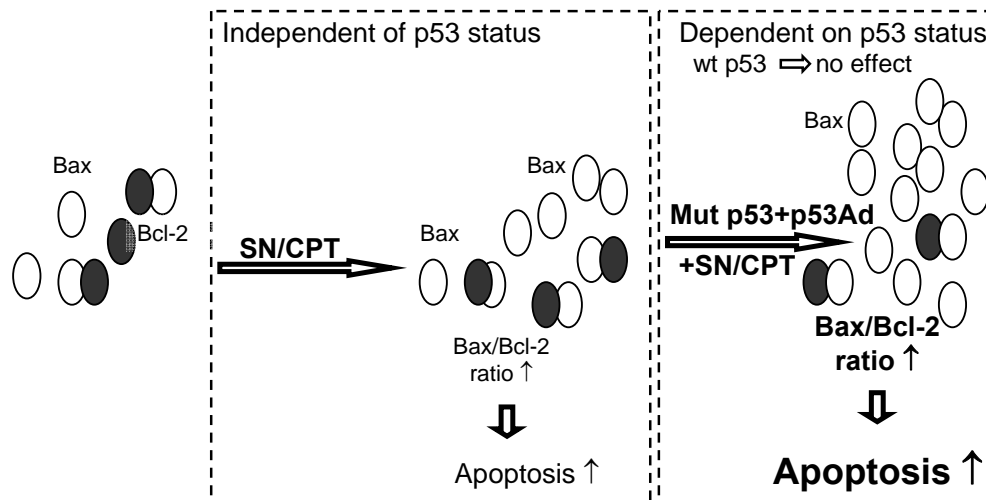 Bax
Bcl-2
Independent of p53 status
SN/CPT
Bax
Bax
Bax/Bcl-2
ratio ↑
Apoptosis ↑
Dependent on p53 status
wt p53 ⇒ no effect
Bax
Mut p53+p53Ad
+SN/CPT
Bax/Bcl-2
ratio ↑
Apoptosis ↑